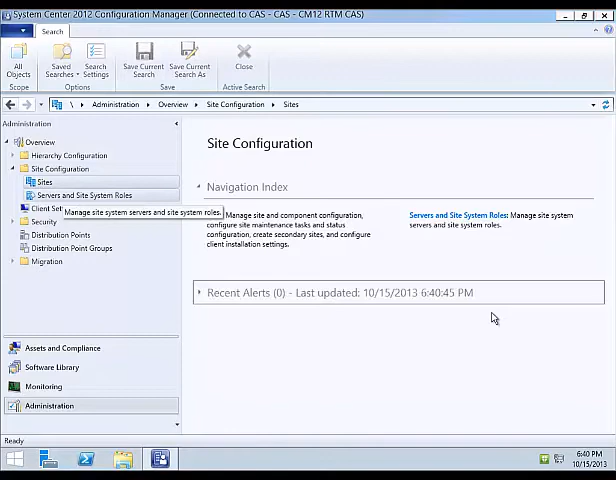 System Center 2012 Configuration Manager (Connected to CAS - CAS - CM12 RTM CAS)
Search
All
Objects
Saved
Searches
Search
Settings
Save Current
Search
Save Current
Search As
Close
Scope
Options
Save
Active Search
\ Administration Overview Site Configuration Sites
Administration
Overview
Hierarchy Configuration
Site Configuration
Sites
Servers and Site System Roles
Client Set
Manage site system servers and site system roles.
Security
Distribution Points
Distribution Point Groups
Migration
Assets and Compliance
Software Library
Monitoring
Administration
Site Configuration
Navigation Index
Manage site and component configuration,
configure site maintenance tasks and status
configuration, create secondary sites, and configure
client installation settings.
Servers and Site System Roles: Manage site system
servers and site system roles.
Recent Alerts (0) - Last updated: 10/15/2013 6:40:45 PM
Ready
6:40 PM
10/15/2013